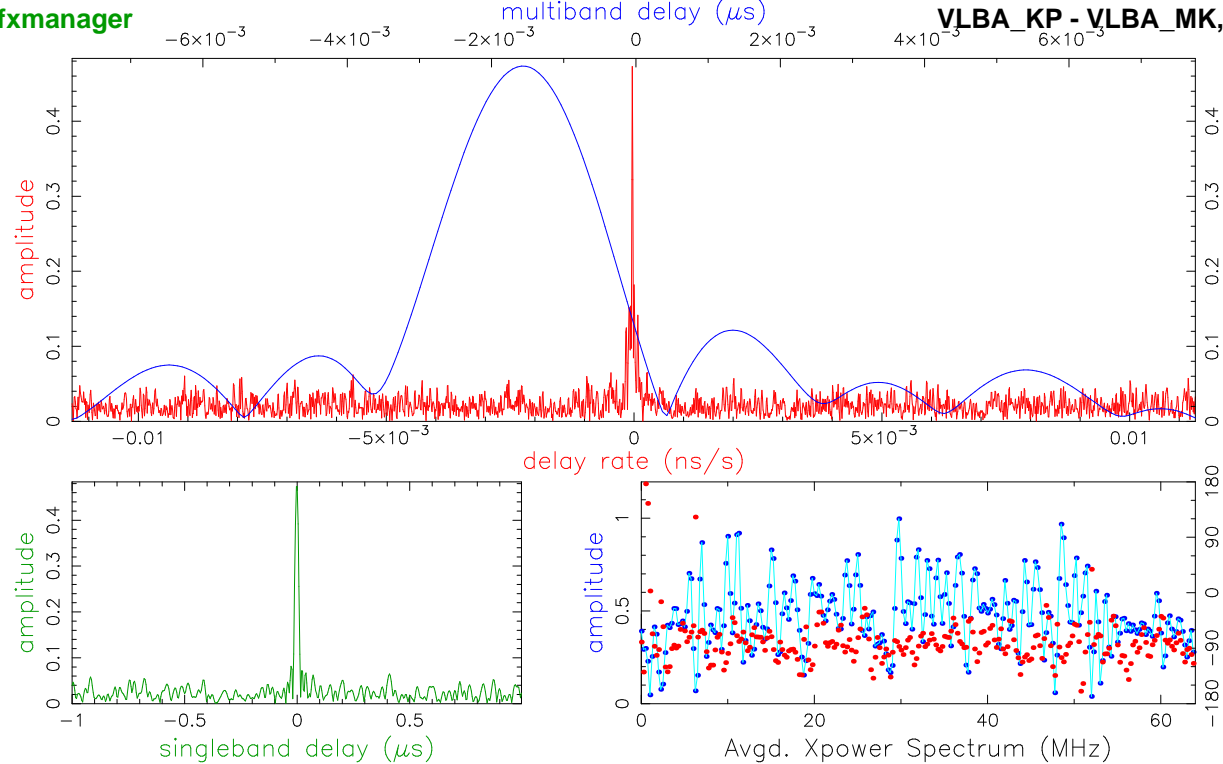 fxmanager
multiband delay (μs)
VLBA_KP - VLBA_MK,
−6×10⁻³ −4×10⁻³ −2×10⁻³ 0 2×10⁻³ 4×10⁻³ 6×10⁻³
amplitude
0 0.1 0.2 0.3 0.4
0 0.1 0.2 0.3 0.4
−0.01 −5×10⁻³ 0 5×10⁻³ 0.01
delay rate (ns/s)
amplitude
0 0.1 0.2 0.3 0.4
−1 −0.5 0 0.5
singleband delay (μs)
amplitude
0 0.5 1
−180 −90 0 90 180
0 20 40 60
Avgd. Xpower Spectrum (MHz)